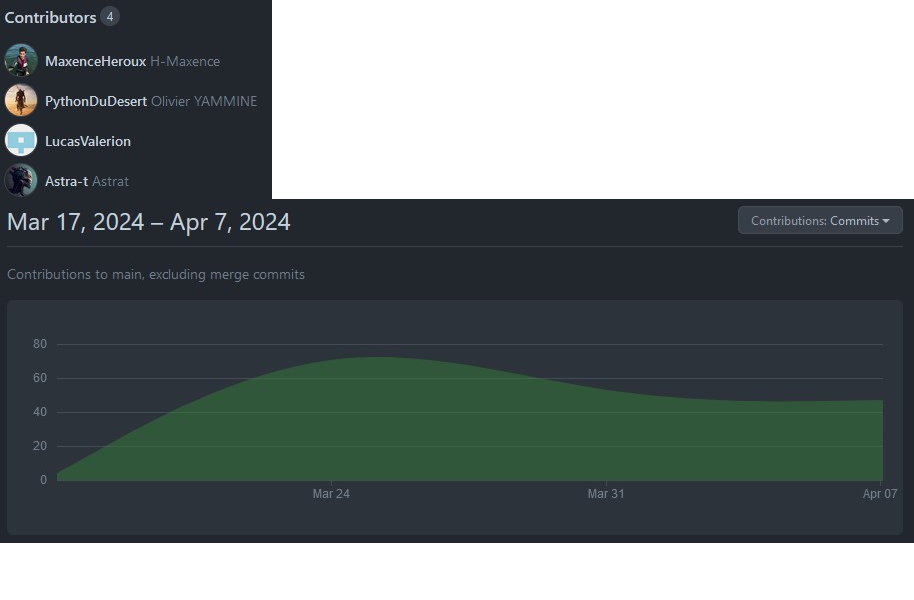 Contributors 4
MaxenceHeroux H-Maxence
PythonDuDesert Olivier YAMMINE
LucasValerion
Astra-t Astrat
Mar 17, 2024 – Apr 7, 2024
Contributions: Commits
Contributions to main, excluding merge commits
80
60
40
20
0
Mar 24 Mar 31 Apr 07